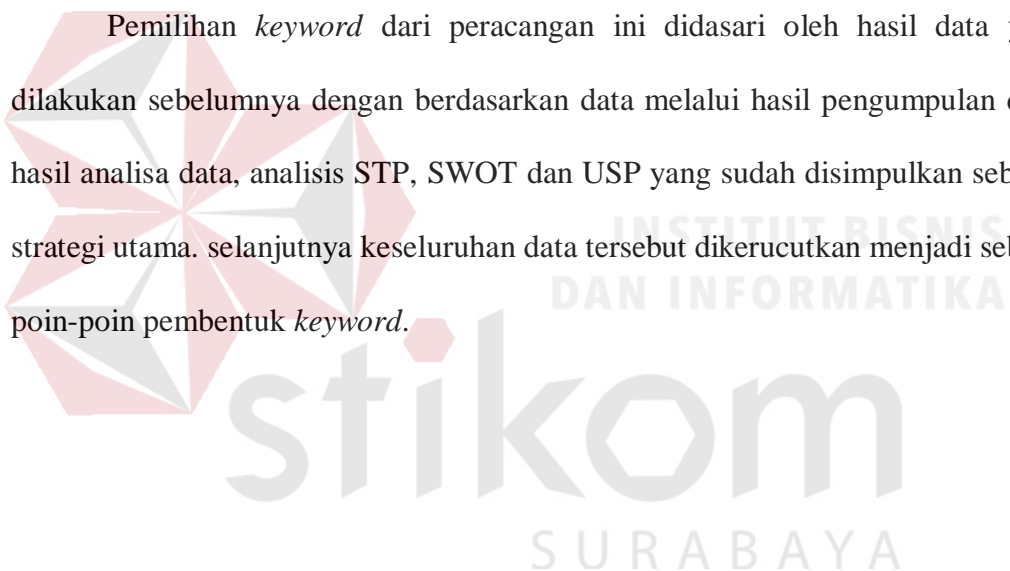 Pemilihan keyword dari peracangan ini didasari oleh hasil data
dilakukan sebelumnya dengan berdasarkan data melalui hasil pengumpulan
hasil analisa data, analisis STP, SWOT dan USP yang sudah disimpulkan
INSTITUT BISNIS
strategi utama. selanjutnya keseluruhan data tersebut dikerucutkan menjadi
DAN INFORMATIKA
poin-poin pembentuk keyword.
stikom
SURABAYA